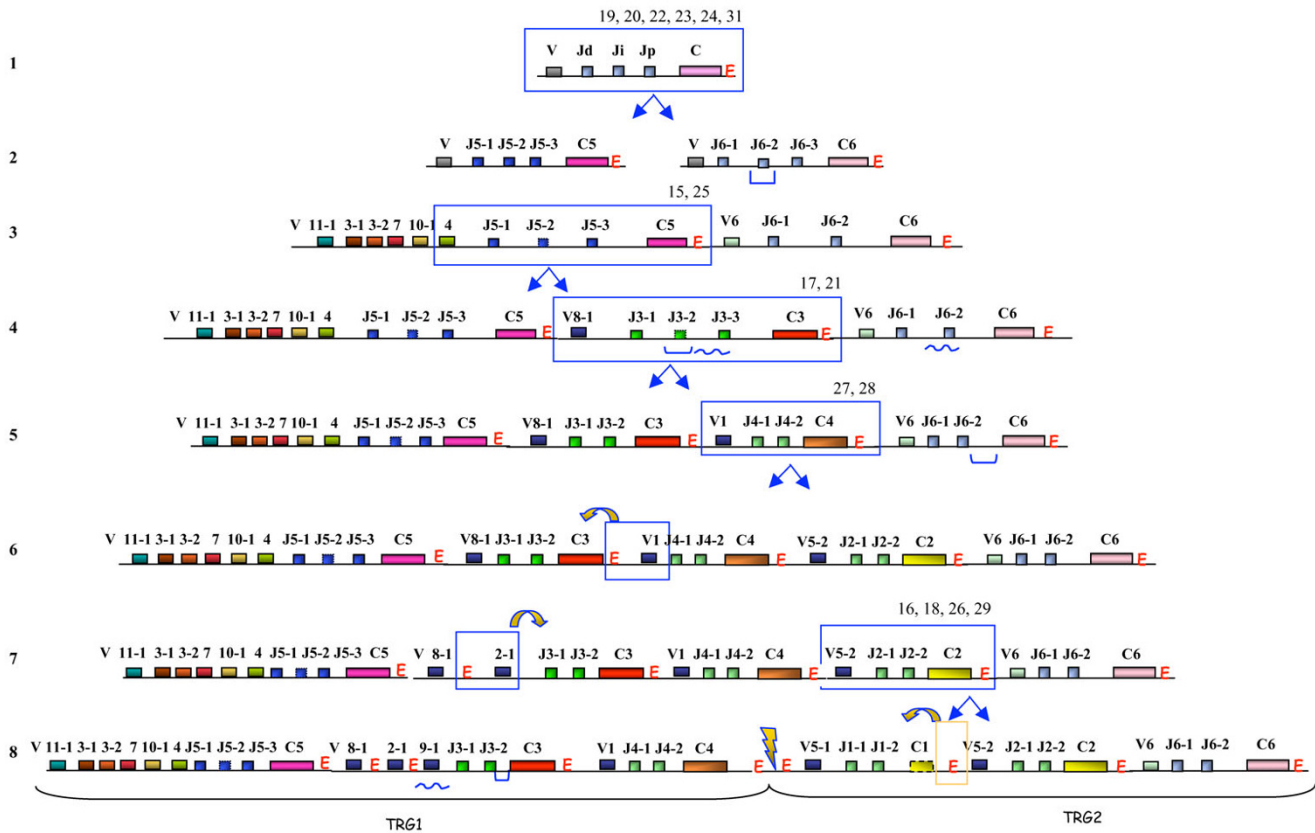 19, 20, 22, 23, 24, 31
1 V Jd Ji Jp C E
2 V J5-1 J5-2 J5-3 C5 E V J6-1 J6-2 J6-3 C6 E
15, 25
3 V 11-1 3-1 3-2 7 10-1 4 J5-1 J5-2 J5-3 C5 E V6 J6-1 J6-2 C6 E
17, 21
4 V 11-1 3-1 3-2 7 10-1 4 J5-1 J5-2 J5-3 C5 E V8-1 J3-1 J3-2 J3-3 C3 E V6 J6-1 J6-2 C6 E
27, 28
5 V 11-1 3-1 3-2 7 10-1 4 J5-1 J5-2 J5-3 C5 E V8-1 J3-1 J3-2 C3 E V1 J4-1 J4-2 C4 E V6 J6-1 J6-2 C6 E
6 V 11-1 3-1 3-2 7 10-1 4 J5-1 J5-2 J5-3 C5 E V8-1 J3-1 J3-2 C3 E V1 J4-1 J4-2 C4 E V5-2 J2-1 J2-2 C2 E V6 J6-1 J6-2 C6 E
16, 18, 26, 29
7 V 11-1 3-1 3-2 7 10-1 4 J5-1 J5-2 J5-3 C5 E V 8-1 E 2-1 J3-1 J3-2 C3 E V1 J4-1 J4-2 C4 E V5-2 J2-1 J2-2 C2 E V6 J6-1 J6-2 C6 E
8 V 11-1 3-1 3-2 7 10-1 4 J5-1 J5-2 J5-3 C5 E V 8-1 E 2-1 E 9-1 J3-1 J3-2 C3 E V1 J4-1 J4-2 C4 E E V5-1 J1-1 J1-2 C1 E V5-2 J2-1 J2-2 C2 E V6 J6-1 J6-2 C6 E
TRG1 TRG2